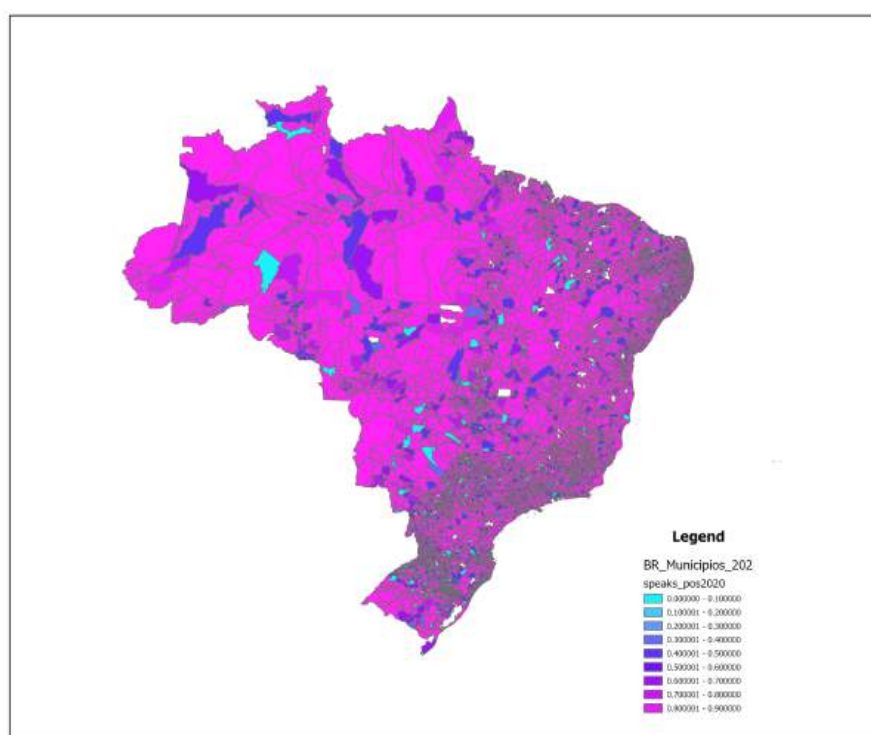 Legend
BR_Municipios_202
speaks_pos2020
0.000000 - 0.100000
0.100001 - 0.200000
0.200001 - 0.300000
0.300001 - 0.400000
0.400001 - 0.500000
0.500001 - 0.600000
0.600001 - 0.700000
0.700001 - 0.800000
0.800001 - 0.900000